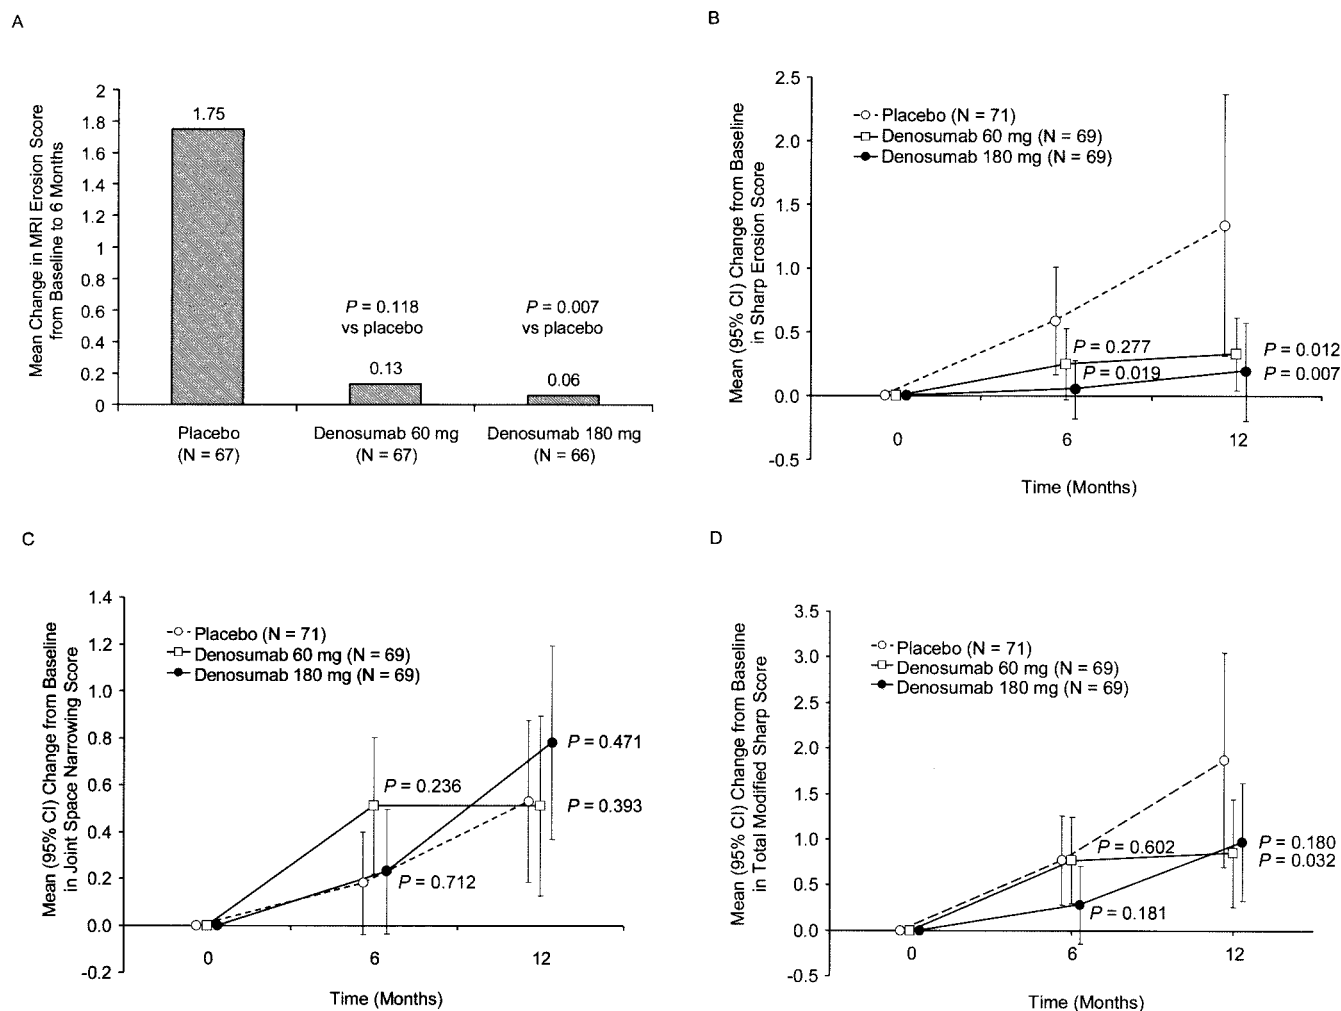 A
Mean Change in MRI Erosion Score
from Baseline to 6 Months
2
1.8
1.6
1.4
1.2
1
0.8
0.6
0.4
0.2
0
1.75
P = 0.118
vs placebo
0.13
P = 0.007
vs placebo
0.06
Placebo
(N = 67)
Denosumab 60 mg
(N = 67)
Denosumab 180 mg
(N = 66)
B
Mean (95% CI) Change from Baseline
in Sharp Erosion Score
2.5
2.0
1.5
1.0
0.5
0.0
-0.5
Placebo (N = 71)
Denosumab 60 mg (N = 69)
Denosumab 180 mg (N = 69)
P = 0.277
P = 0.019
P = 0.012
P = 0.007
0
6
12
Time (Months)
C
Mean (95% CI) Change from Baseline
in Joint Space Narrowing Score
1.4
1.2
1.0
0.8
0.6
0.4
0.2
0.0
-0.2
Placebo (N = 71)
Denosumab 60 mg (N = 69)
Denosumab 180 mg (N = 69)
P = 0.236
P = 0.712
P = 0.471
P = 0.393
0
6
12
Time (Months)
D
Mean (95% CI) Change from Baseline
in Total Modified Sharp Score
3.5
3.0
2.5
2.0
1.5
1.0
0.5
0.0
-0.5
Placebo (N = 71)
Denosumab 60 mg (N = 69)
Denosumab 180 mg (N = 69)
P = 0.602
P = 0.181
P = 0.180
P = 0.032
0
6
12
Time (Months)